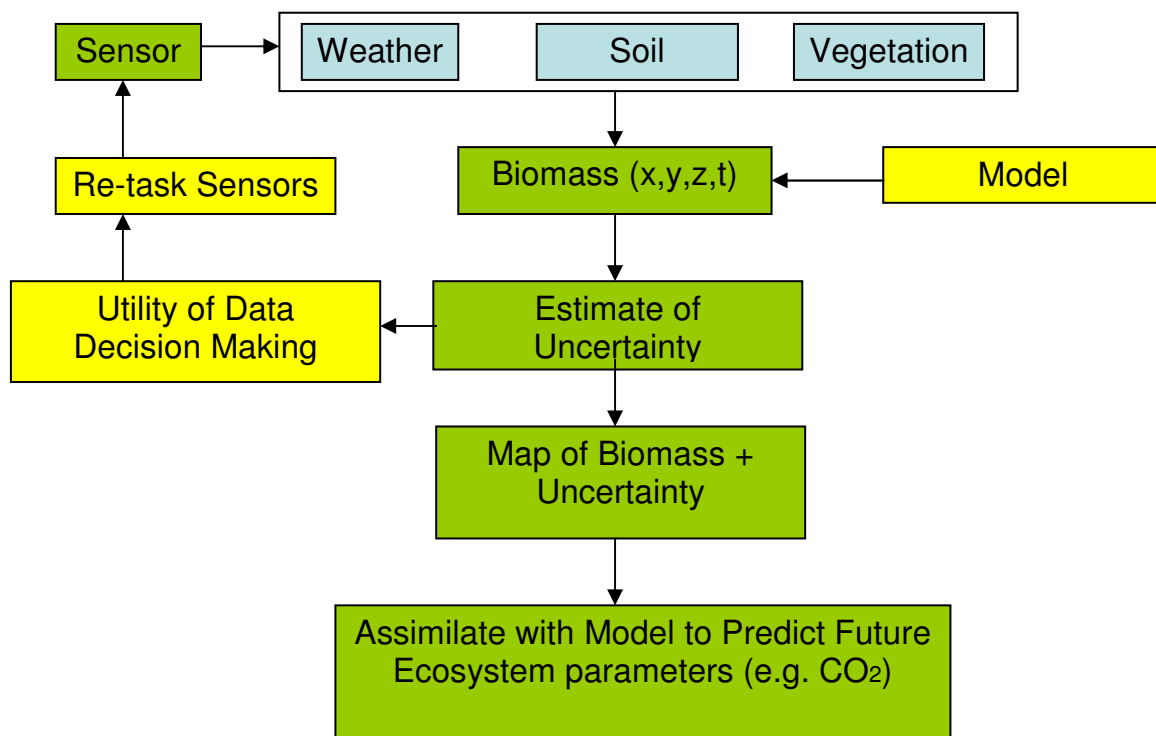 Sensor
Weather
Soil
Vegetation
Re-task Sensors
Biomass (x,y,z,t)
Model
Utility of Data
Decision Making
Estimate of
Uncertainty
Map of Biomass +
Uncertainty
Assimilate with Model to Predict Future
Ecosystem parameters (e.g. CO₂)